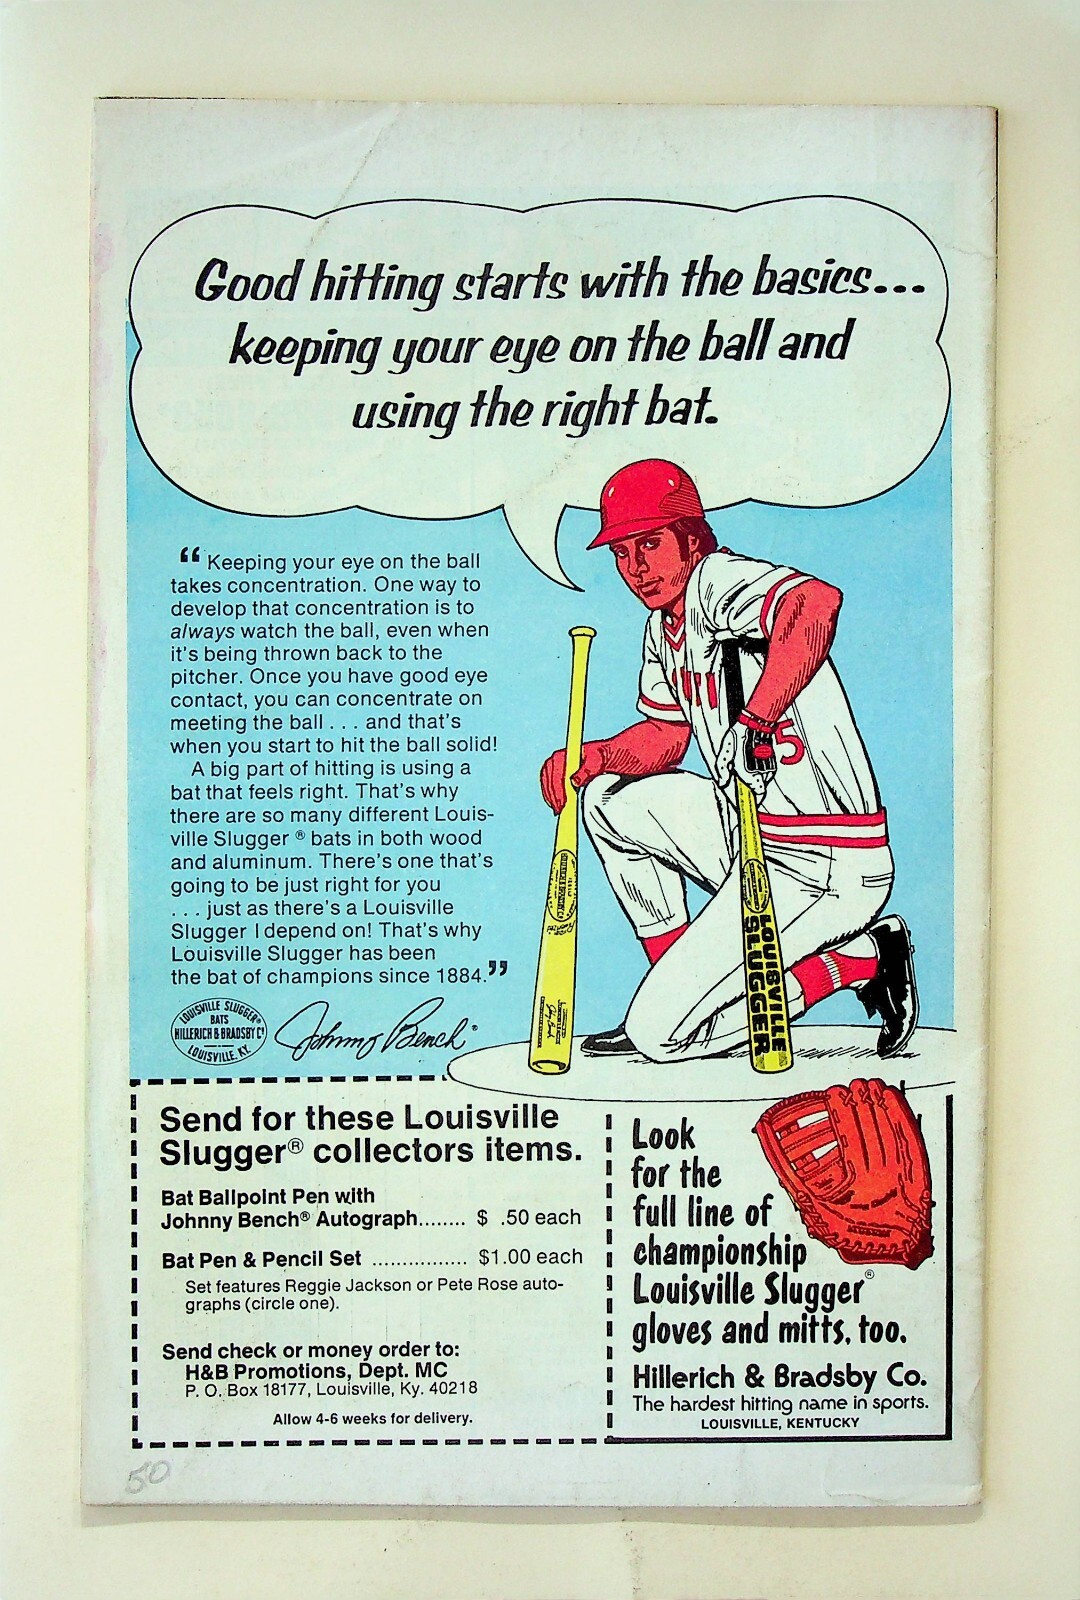 Good hitting starts with the basics...
keeping your eye on the ball and
using the right bat.
“Keeping your eye on the ball
takes concentration. One way to
develop that concentration is to
always watch the ball, even when
it's being thrown back to the
pitcher. Once you have good eye
contact, you can concentrate on
meeting the ball . . . and that's
when you start to hit the ball solid!
A big part of hitting is using a
bat that feels right. That's why
there are so many different Louis-
ville Slugger® bats in both wood
and aluminum. There's one that's
going to be just right for you
. . . just as there's a Louisville
Slugger I depend on! That's why
Louisville Slugger has been
the bat of champions since 1884.”
LOUISVILLE SLUGGER®
BATS
HILLERICH & BRADSBY Co
LOUISVILLE, KY.
Johnny Bench®
5
LOUISVILLE
SLUGGER
Send for these Louisville
Slugger® collectors items.
Bat Ballpoint Pen with
Johnny Bench® Autograph........ $ .50 each
Bat Pen & Pencil Set ................. $1.00 each
Set features Reggie Jackson or Pete Rose auto-
graphs (circle one).
Send check or money order to:
H&B Promotions, Dept. MC
P. O. Box 18177, Louisville, Ky. 40218
Allow 4-6 weeks for delivery.
Look
for the
full line of
championship
Louisville Slugger®
gloves and mitts, too.
Hillerich & Bradsby Co.
The hardest hitting name in sports.
LOUISVILLE, KENTUCKY
50